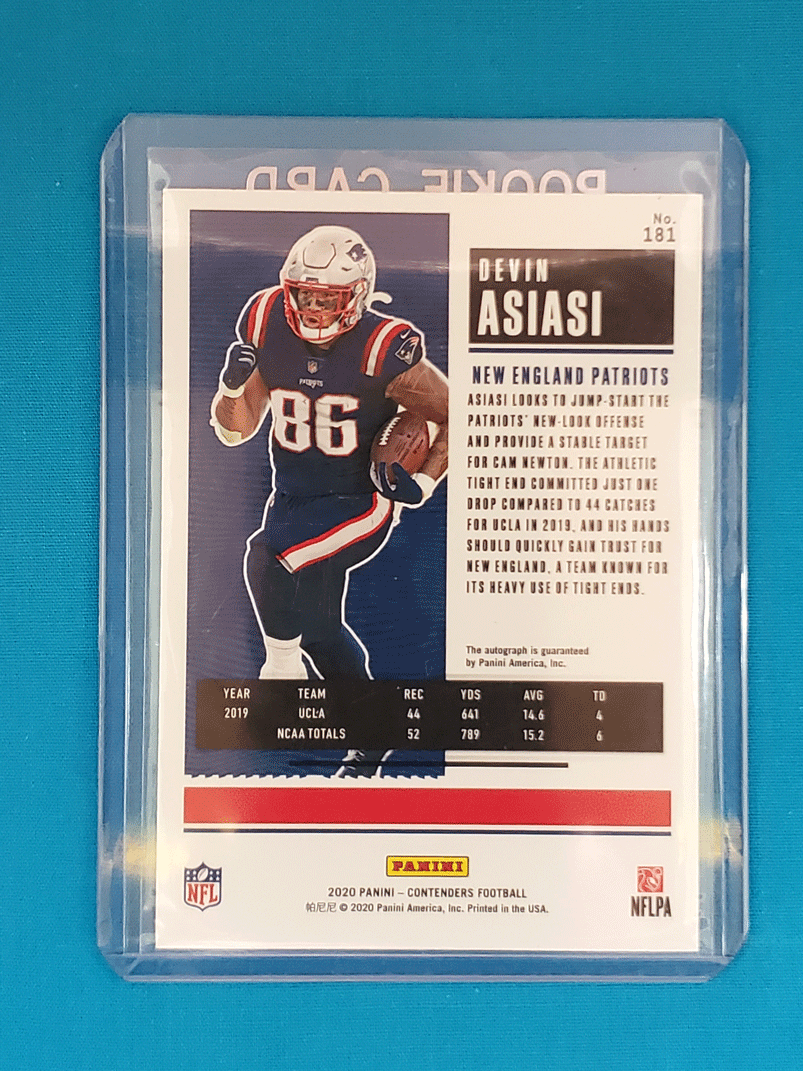 ROOKIE CARD
No.
181
DEVIN
ASIASI
NEW ENGLAND PATRIOTS
ASIASI LOOKS TO JUMP-START THE
PATRIOTS' NEW-LOOK OFFENSE
AND PROVIDE A STABLE TARGET
FOR CAM NEWTON. THE ATHLETIC
TIGHT END COMMITTED JUST ONE
DROP COMPARED TO 44 CATCHES
FOR UCLA IN 2019, AND HIS HANDS
SHOULD QUICKLY GAIN TRUST FOR
NEW ENGLAND, A TEAM KNOWN FOR
ITS HEAVY USE OF TIGHT ENDS.
PATRIOTS
86
The autograph is guaranteed
by Panini America, Inc.
YEAR TEAM REC YDS AVG TD
2019 UCLA 44 641 14.6 4
NCAA TOTALS 52 789 15.2 6
PANINI
NFL
2020 PANINI – CONTENDERS FOOTBALL
帕尼尼 © 2020 Panini America, Inc. Printed in the USA.
NFLPA